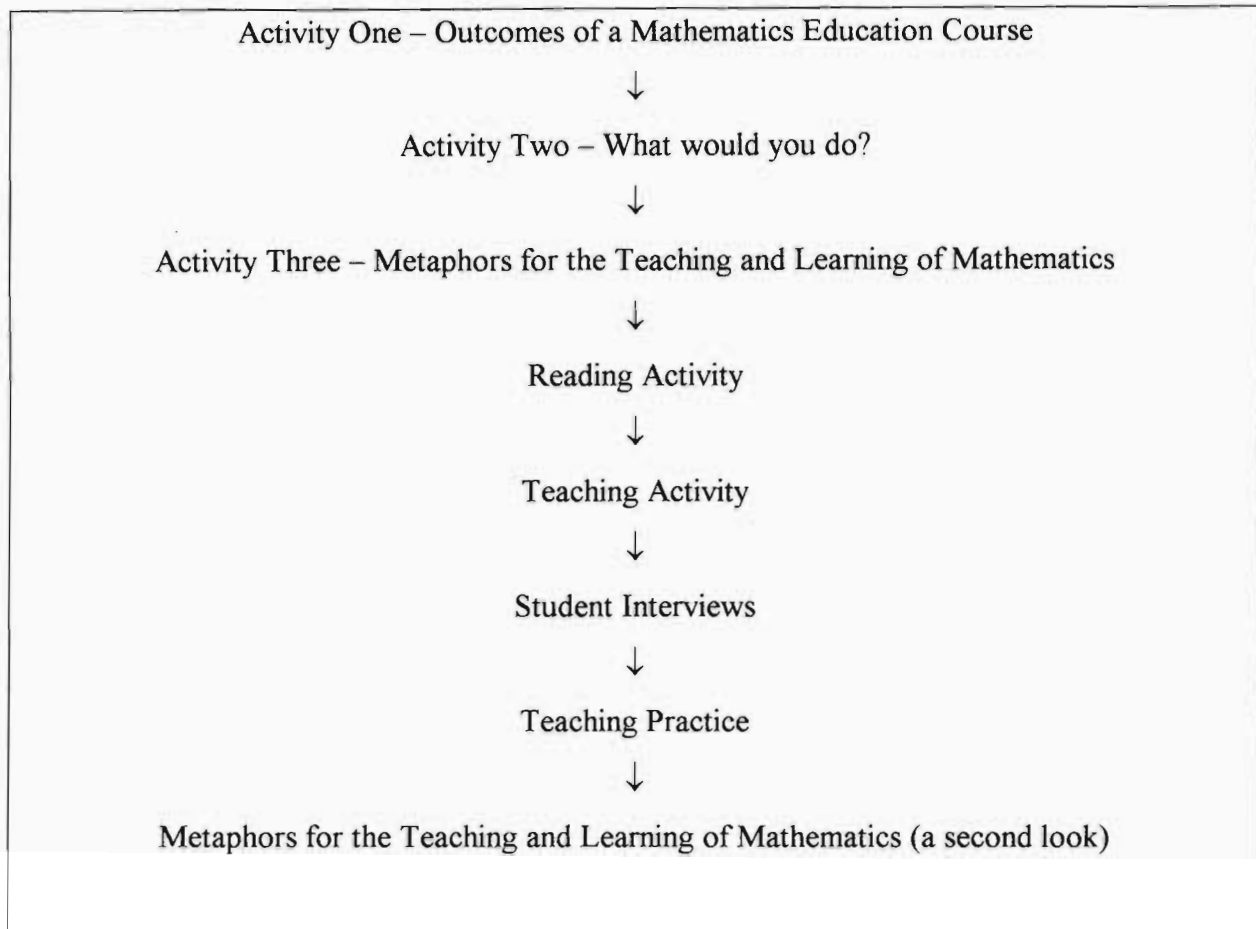 Activity One – Outcomes of a Mathematics Education Course
↓
Activity Two – What would you do?
↓
Activity Three – Metaphors for the Teaching and Learning of Mathematics
↓
Reading Activity
↓
Teaching Activity
↓
Student Interviews
↓
Teaching Practice
↓
Metaphors for the Teaching and Learning of Mathematics (a second look)